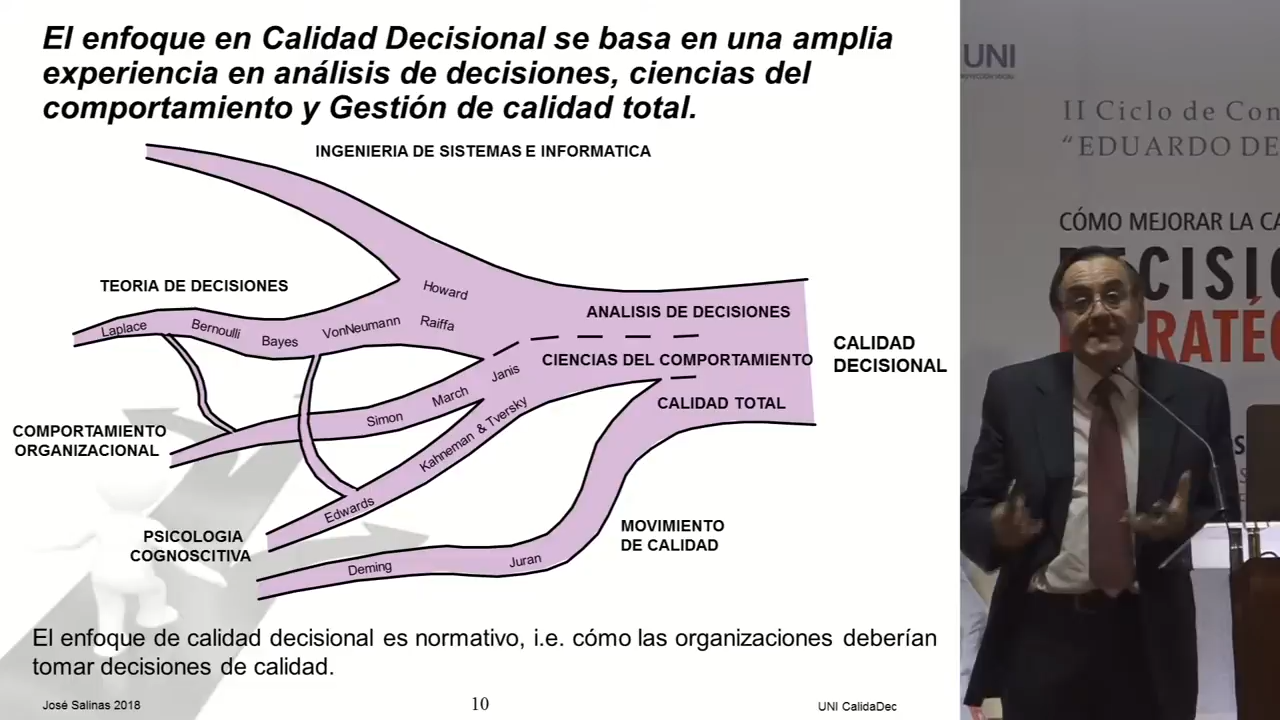 El enfoque en Calidad Decisional se basa en una amplia
experiencia en análisis de decisiones, ciencias del
comportamiento y Gestión de calidad total.
INGENIERIA DE SISTEMAS E INFORMATICA
TEORIA DE DECISIONES
Laplace
Bernoulli
Bayes
VonNeumann
Howard
Raiffa
ANALISIS DE DECISIONES
CIENCIAS DEL COMPORTAMIENTO
CALIDAD TOTAL
CALIDAD
DECISIONAL
Simon
March
Janis
COMPORTAMIENTO
ORGANIZACIONAL
Edwards
Kahneman & Tversky
PSICOLOGIA
COGNOSCITIVA
Deming
Juran
MOVIMIENTO
DE CALIDAD
El enfoque de calidad decisional es normativo, i.e. cómo las organizaciones deberían
tomar decisiones de calidad.
José Salinas 2018
10
UNI CalidaDec
UNI
II Ciclo de Con
“EDUARDO DE
CÓMO MEJORAR LA CA
ECISIO
RATÉ